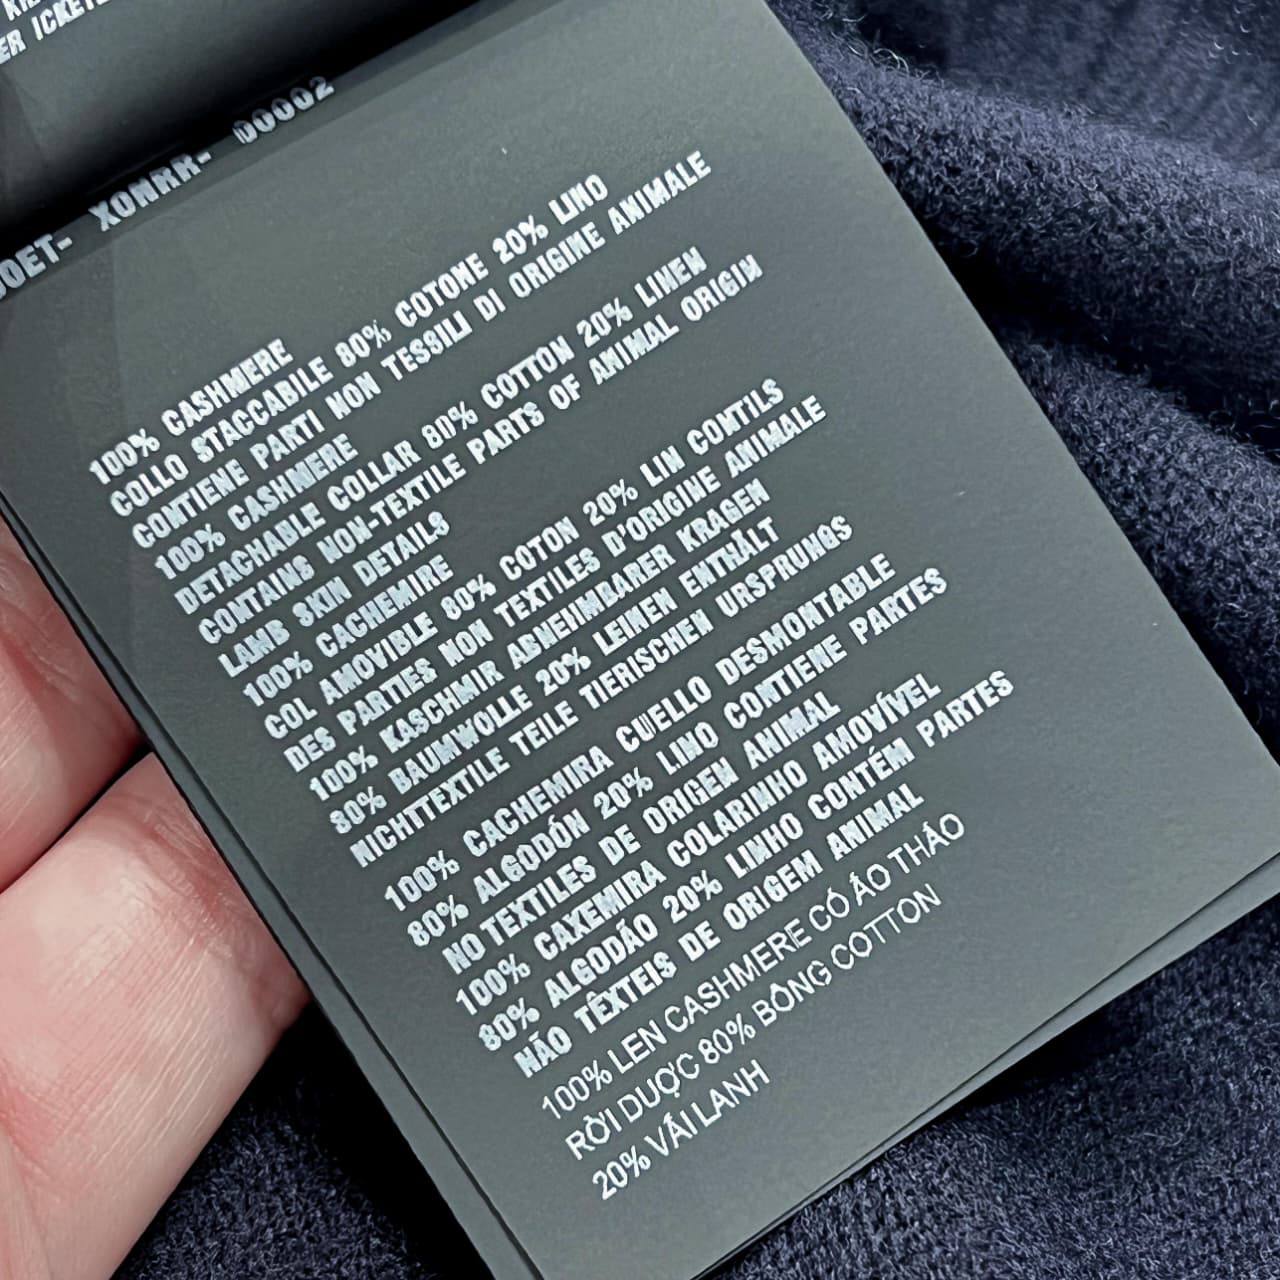 ER
OET- XOMRR- 00002
100% CASHMERE
COLLO STACCABILE 80% COTONE 20% LINO
CONTIENE PARTI NON TESSILI DI ORIGINE ANIMALE
100% CASHMERE
DETACHABLE COLLAR 80% COTTON 20% LINEN
CONTAINS NON-TEXTILE PARTS OF ANIMAL ORIGIN
LAMB SKIN DETAILS
100% CACHEMIRE
COL AMOVIBLE 80% COTON 20% LIN CONTILS
DES PARTIES NON TEXTILES D'ORIGINE ANIMALE
100% KASCHMIR ABNEHMBARER KRAGEN
80% BAUMWOLLE 20% LEINEN ENTHÄLT
NICHTTEXTILE TEILE TIERISCHEN URSPRUNGS
100% CACHEMIRA CUELLO DESMONTABLE
80% ALGODÓN 20% LINO CONTIENE PARTES
NO TEXTILES DE ORIGEN ANIMAL
100% CAXEMIRA COLARINHO AMOVÍVEL
80% ALGODÃO 20% LINHO CONTÉM PARTES
NÃO TÊXTEIS DE ORIGEM ANIMAL
100% LEN CASHMERE CÓ ÁO THÁO
RỜI DƯỢC 80% BÔNG COTTON
20% VẢI LANH